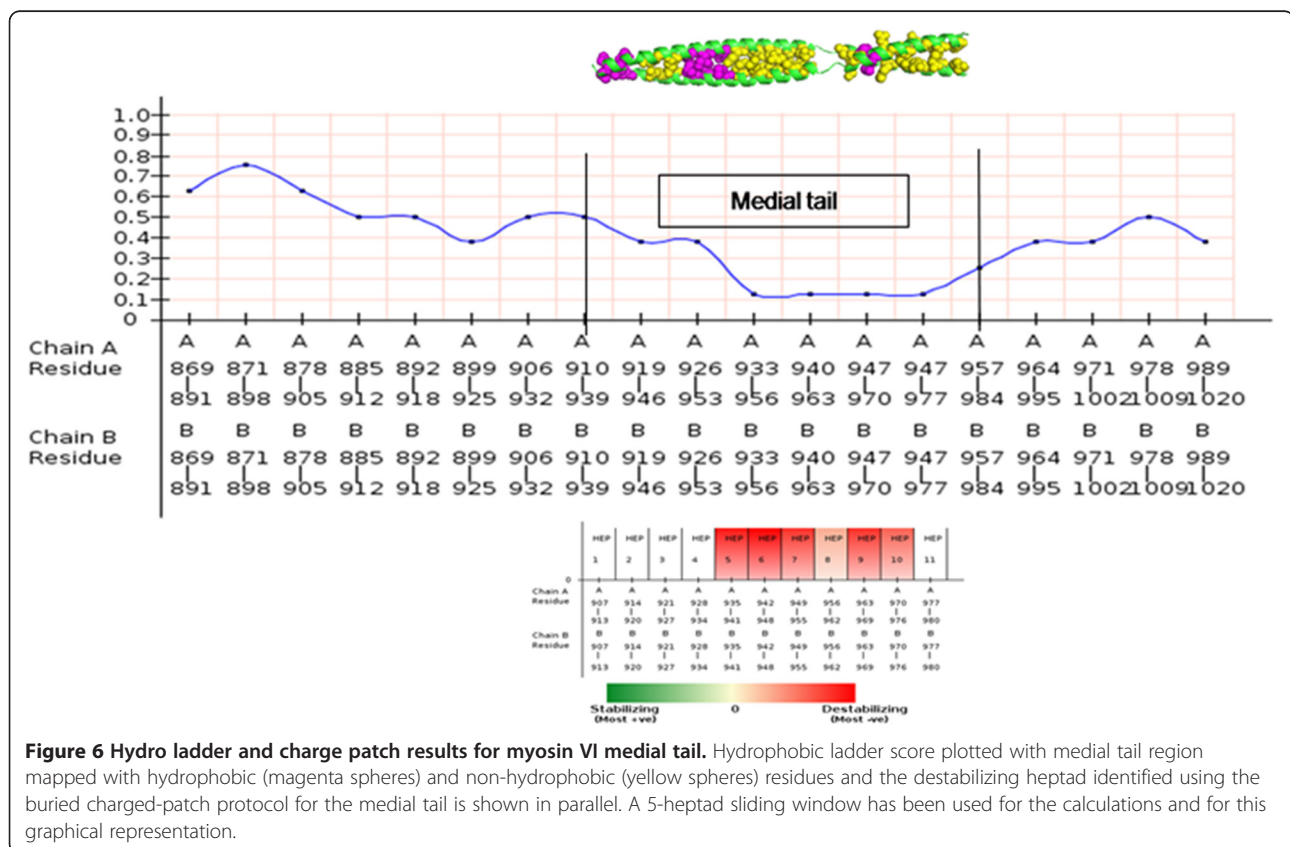 1.0
0.9
0.8
0.7
0.6
0.5
0.4
0.3
0.2
0.1
0
Medial tail
Chain A A A A A A A A A A A A A A A A A A A A
Residue 869 871 878 885 892 899 906 910 919 926 933 940 947 947 957 964 971 978 989
891 898 905 912 918 925 932 939 946 953 956 963 970 977 984 995 1002 1009 1020
Chain B B B B B B B B B B B B B B B B B B B B
Residue 869 871 878 885 892 899 906 910 919 926 933 940 947 947 957 964 971 978 989
891 898 905 912 918 925 932 939 946 953 956 963 970 977 984 995 1002 1009 1020
HEP HEP HEP HEP HEP HEP HEP HEP HEP HEP HEP
1 2 3 4 5 6 7 8 9 10 11
0
Chain A A A A A A A A A A A A
Residue 907 914 921 928 935 942 949 956 963 970 977
913 920 927 934 941 948 955 962 969 976 980
Chain B B B B B B B B B B B B
Residue 907 914 921 928 935 942 949 956 963 970 977
913 920 927 934 941 948 955 962 969 976 980
Stabilizing 0 Destabilizing
(Most +ve) (Most -ve)
Figure 6 Hydro ladder and charge patch results for myosin VI medial tail. Hydrophobic ladder score plotted with medial tail region
mapped with hydrophobic (magenta spheres) and non-hydrophobic (yellow spheres) residues and the destabilizing heptad identified using the
buried charged-patch protocol for the medial tail is shown in parallel. A 5-heptad sliding window has been used for the calculations and for this
graphical representation.